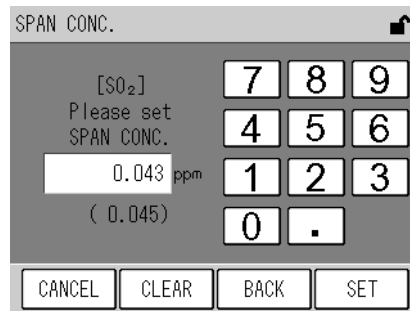 SPAN CONC.
[SO₂]
Please set
SPAN CONC.
0.043 ppm
( 0.045)
7 8 9
4 5 6
1 2 3
0 .
CANCEL CLEAR BACK SET